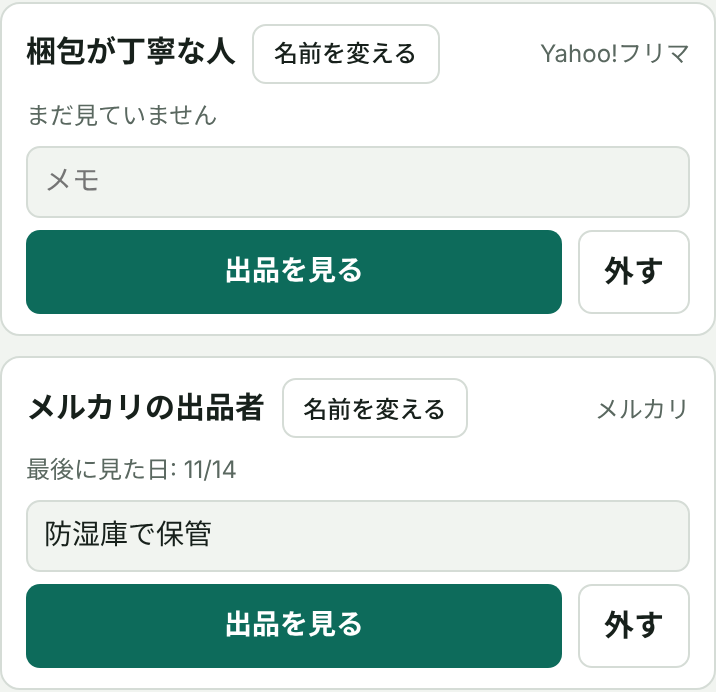 梱包が丁寧な人 名前を変える Yahoo!フリマ
まだ見ていません
メモ
出品を見る 外す
メルカリの出品者 名前を変える メルカリ
最後に見た日: 11/14
防湿庫で保管
出品を見る 外す